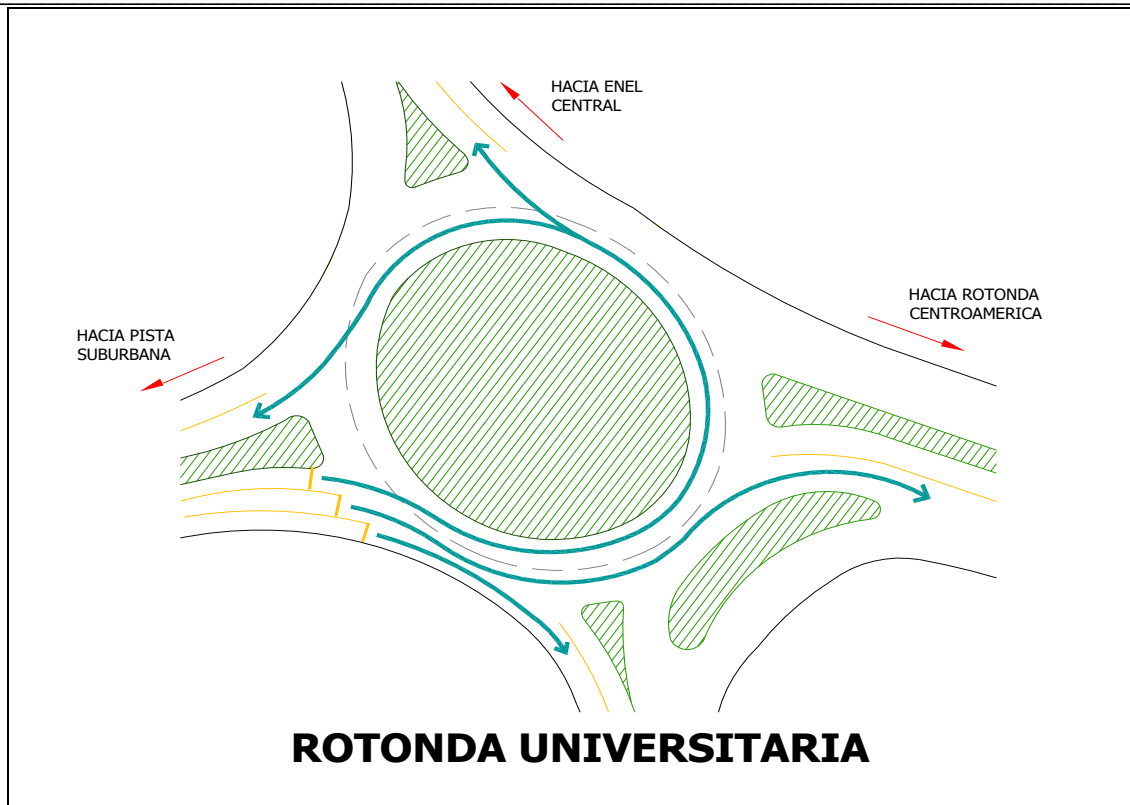 HACIA ENEL
CENTRAL
HACIA ROTONDA
CENTROAMERICA
HACIA PISTA
SUBURBANA
ROTONDA UNIVERSITARIA